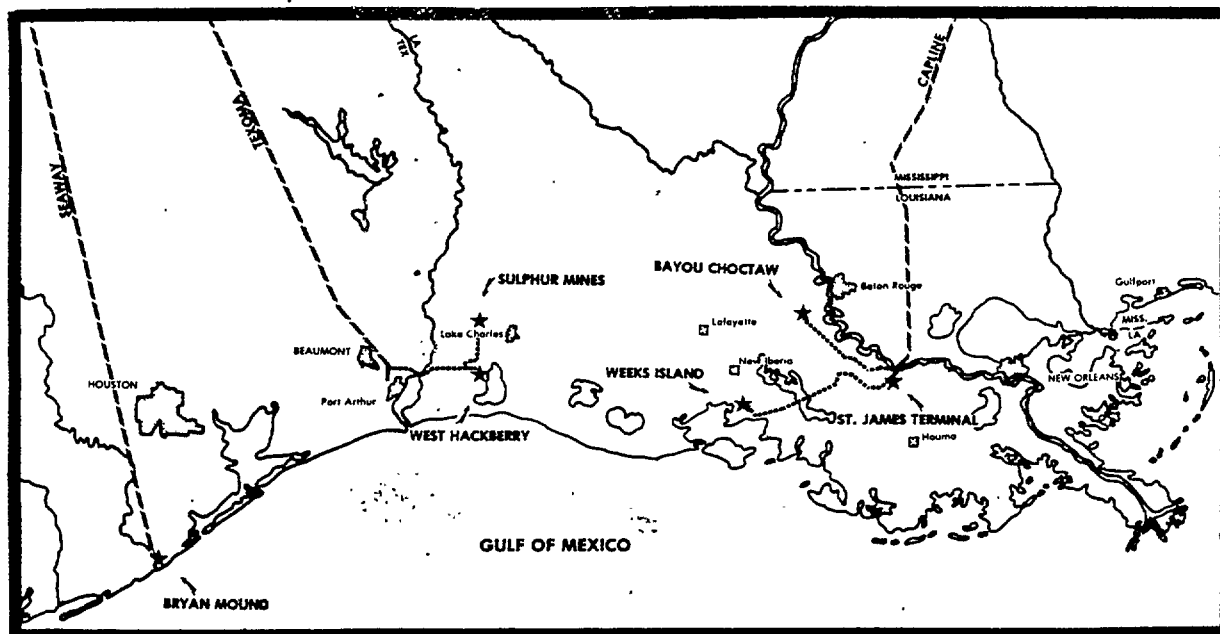 LA
TEX
CAPLINE
TEXOMA
SEAWAY
MISSISSIPPI
LOUISIANA
BAYOU CHOCTAW
SULPHUR MINES
Baton Rouge
Gulfport
MISS.
LA.
Lafayette
Lake Charles
BEAUMONT
New Iberia
WEEKS ISLAND
NEW ORLEANS
HOUSTON
Port Arthur
ST. JAMES TERMINAL
WEST HACKBERRY
Houma
GULF OF MEXICO
BRYAN MOUND